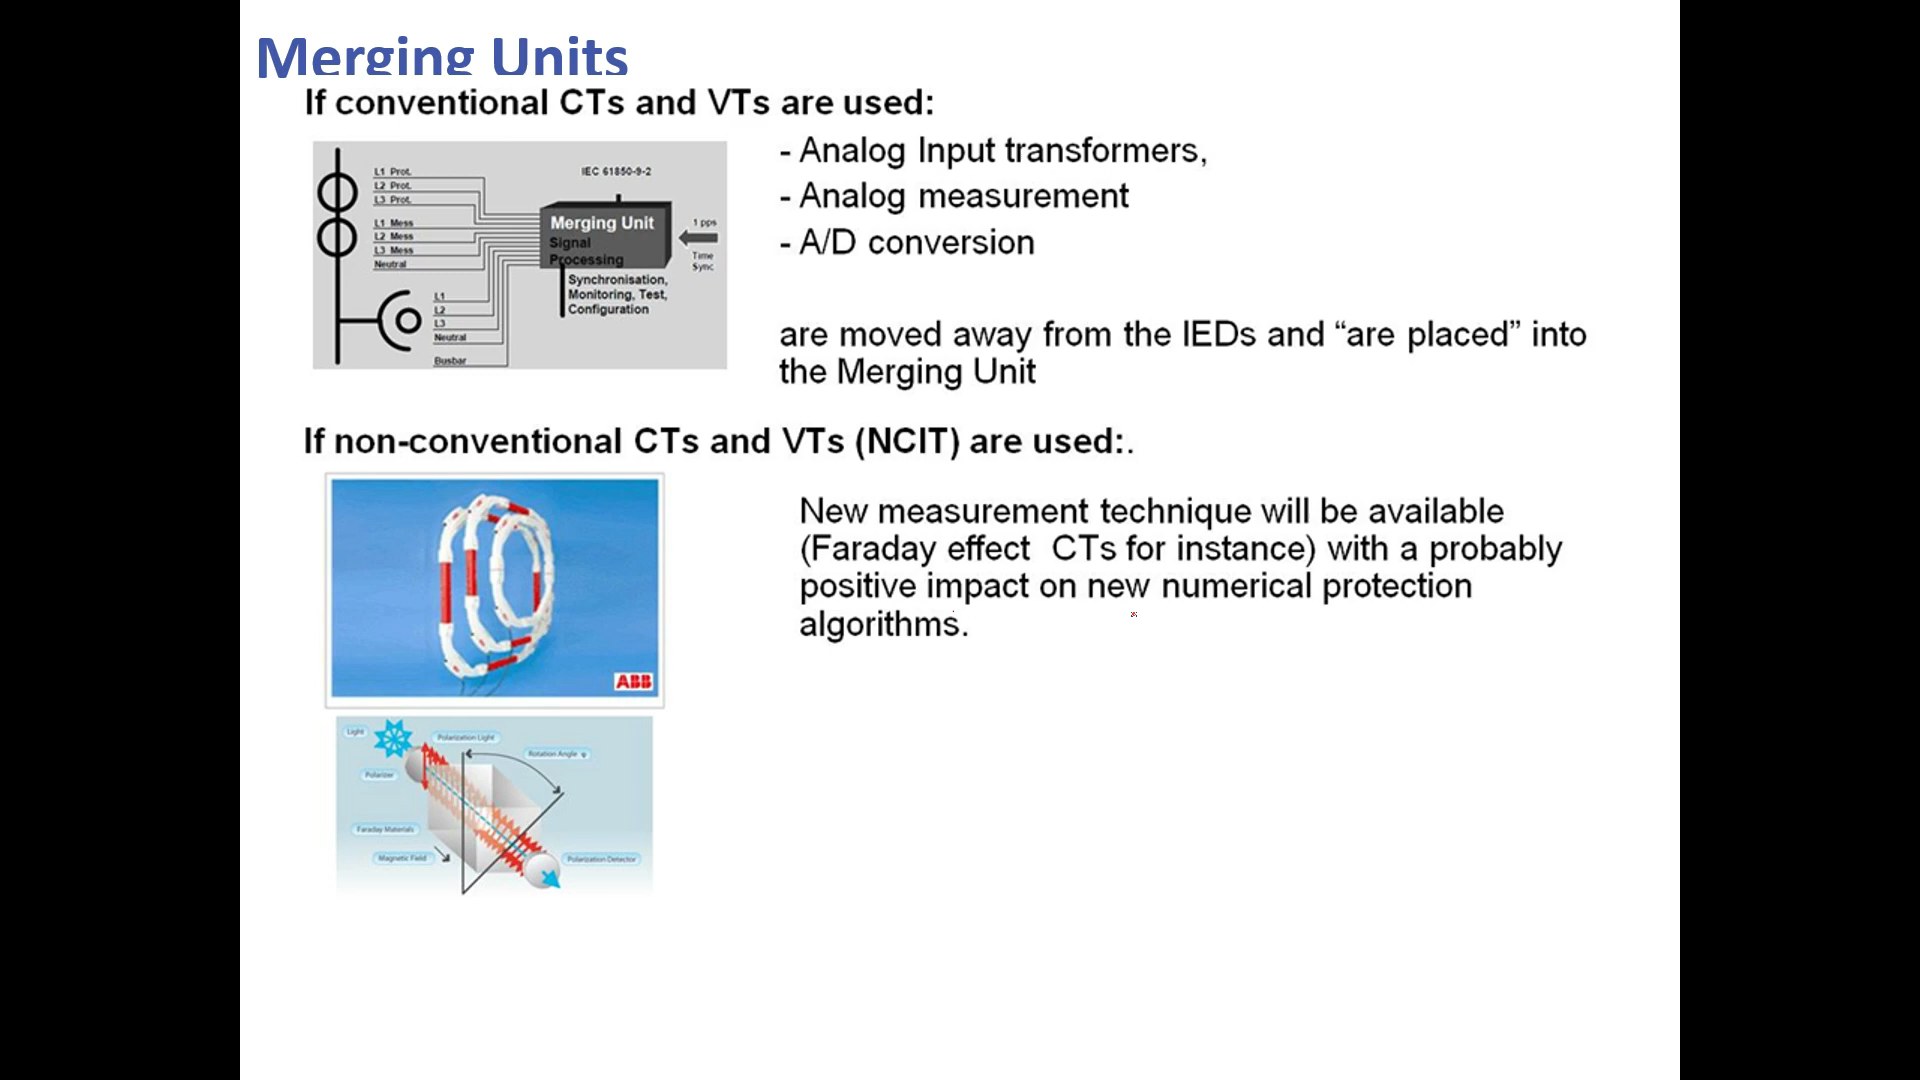 Merging Units
If conventional CTs and VTs are used:
L1 Prot.
L2 Prot.
L3 Prot.
L1 Mess
L2 Mess
L3 Mess
Neutral
L1
L2
L3
Neutral
Busbar
IEC 61850-9-2
Merging Unit
Signal
Processing
Synchronisation,
Monitoring, Test,
Configuration
1 pps
Time
Sync
- Analog Input transformers,
- Analog measurement
- A/D conversion
are moved away from the IEDs and “are placed” into
the Merging Unit
If non-conventional CTs and VTs (NCIT) are used:.
ABB
New measurement technique will be available
(Faraday effect  CTs for instance) with a probably
positive impact on new numerical protection
algorithms.
Light
Polarization Light
Rotation Angle φ
Polarizer
Faraday Materials
Magnetic Field
Polarization Detector